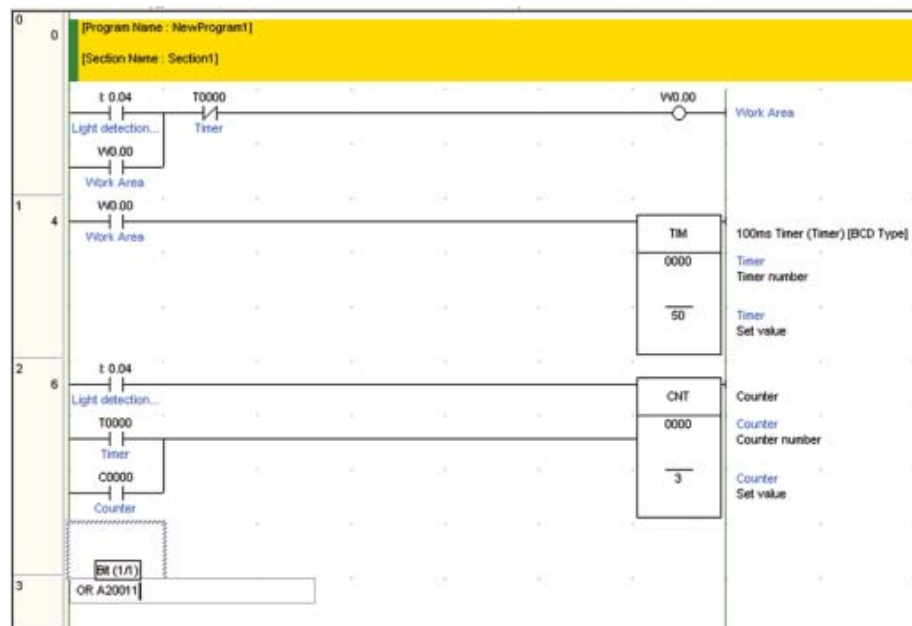 0
0
[Program Name : NewProgram1]
[Section Name : Section1]
I: 0.04 T0000 W0.00
Work Area
Light detection... Timer
W0.00
Work Area
1
4
W0.00
Work Area
TIM 100ms Timer (Timer) [BCD Type]
0000 Timer
Timer number
50 Timer
Set value
2
6
I: 0.04
Light detection...
CNT Counter
T0000
Timer
0000 Counter
Counter number
C0000
Counter
3 Counter
Set value
Bit (1/1)
3
OR A20011